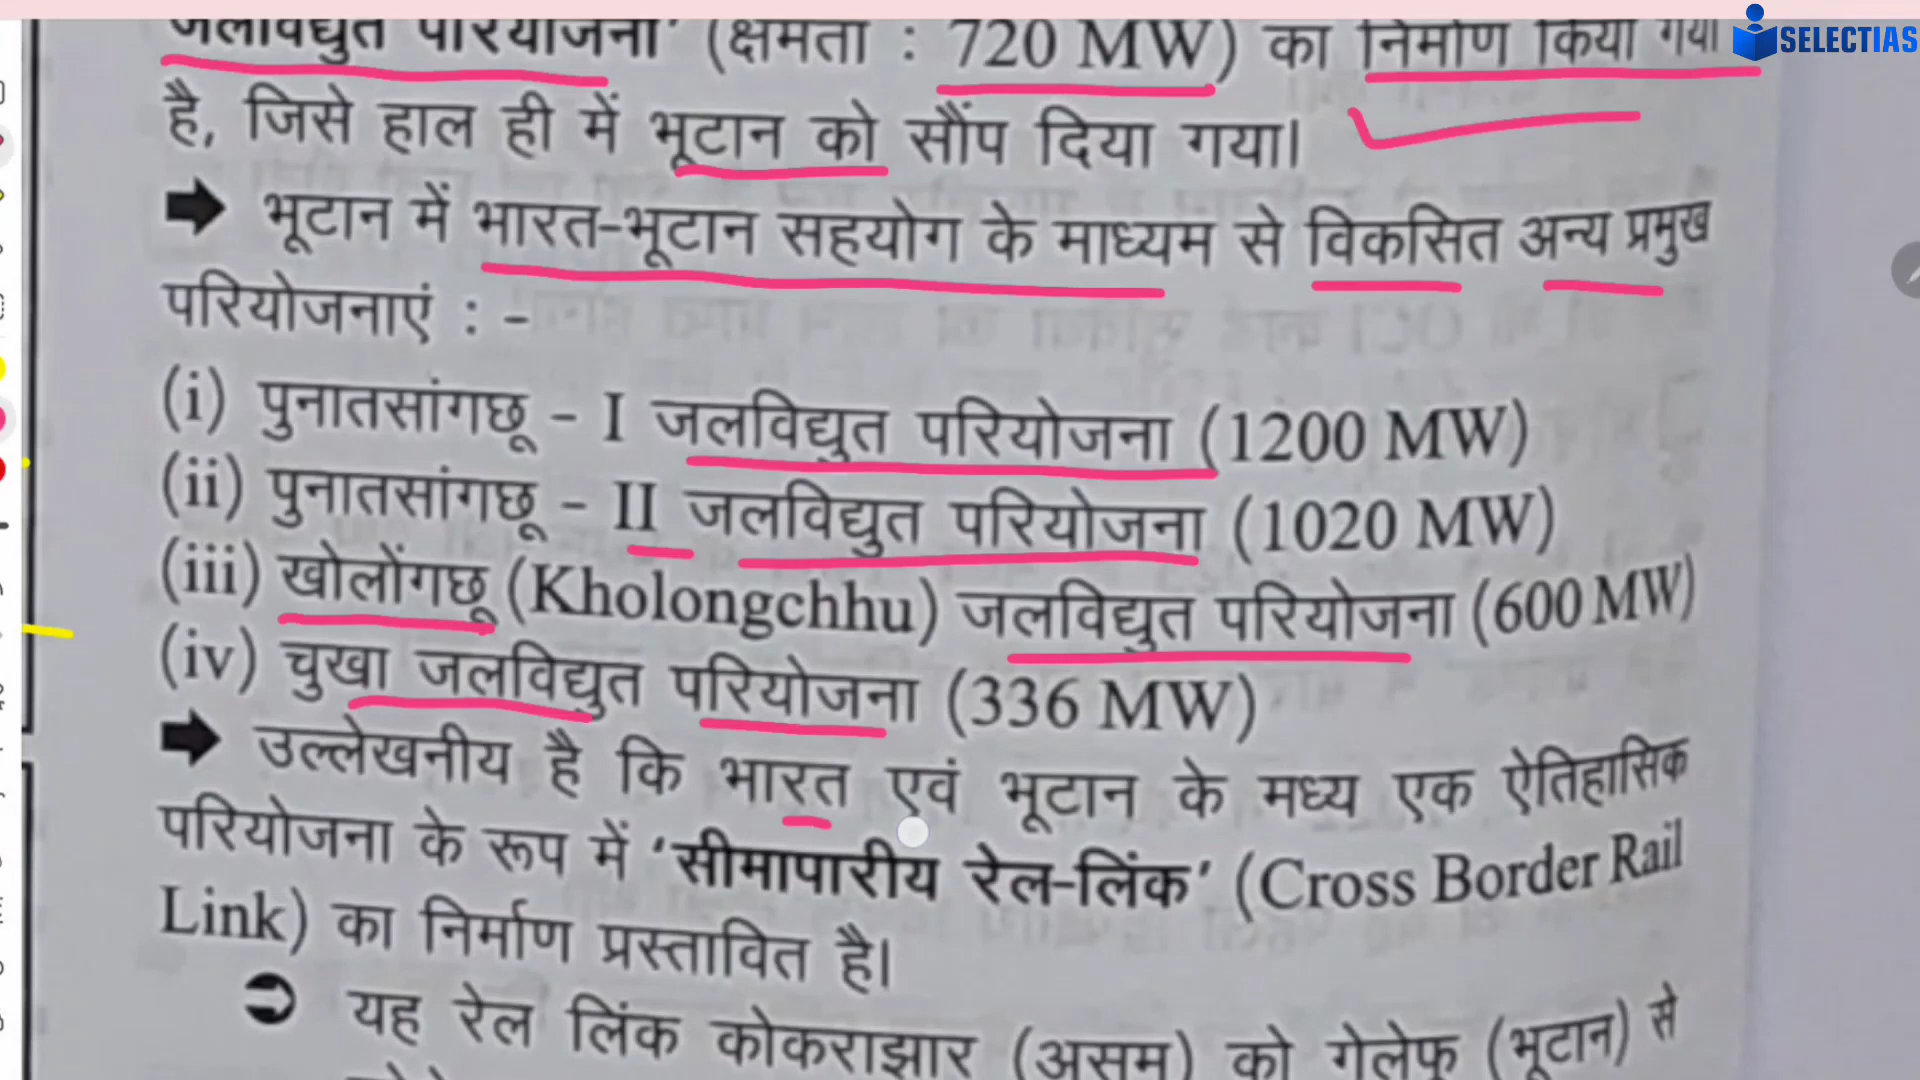 SELECTIAS
जलविद्युत परियोजना' (क्षमता : 720 MW) का निर्माण किया गया
है, जिसे हाल ही में भूटान को सौंप दिया गया।
भूटान में भारत-भूटान सहयोग के माध्यम से विकसित अन्य प्रमुख
परियोजनाएं : -
(i) पुनातसांगछू - I जलविद्युत परियोजना (1200 MW)
(ii) पुनातसांगछू - II जलविद्युत परियोजना (1020 MW)
(iii) खोलोंगछू (Kholongchhu) जलविद्युत परियोजना (600 MW)
(iv) चुखा जलविद्युत परियोजना (336 MW)
उल्लेखनीय है कि भारत एवं भूटान के मध्य एक ऐतिहासिक
परियोजना के रूप में 'सीमापारीय रेल-लिंक' (Cross Border Rail
Link) का निर्माण प्रस्तावित है।
यह रेल लिंक कोकराझार (असम) को गेलेफू (भूटान) से